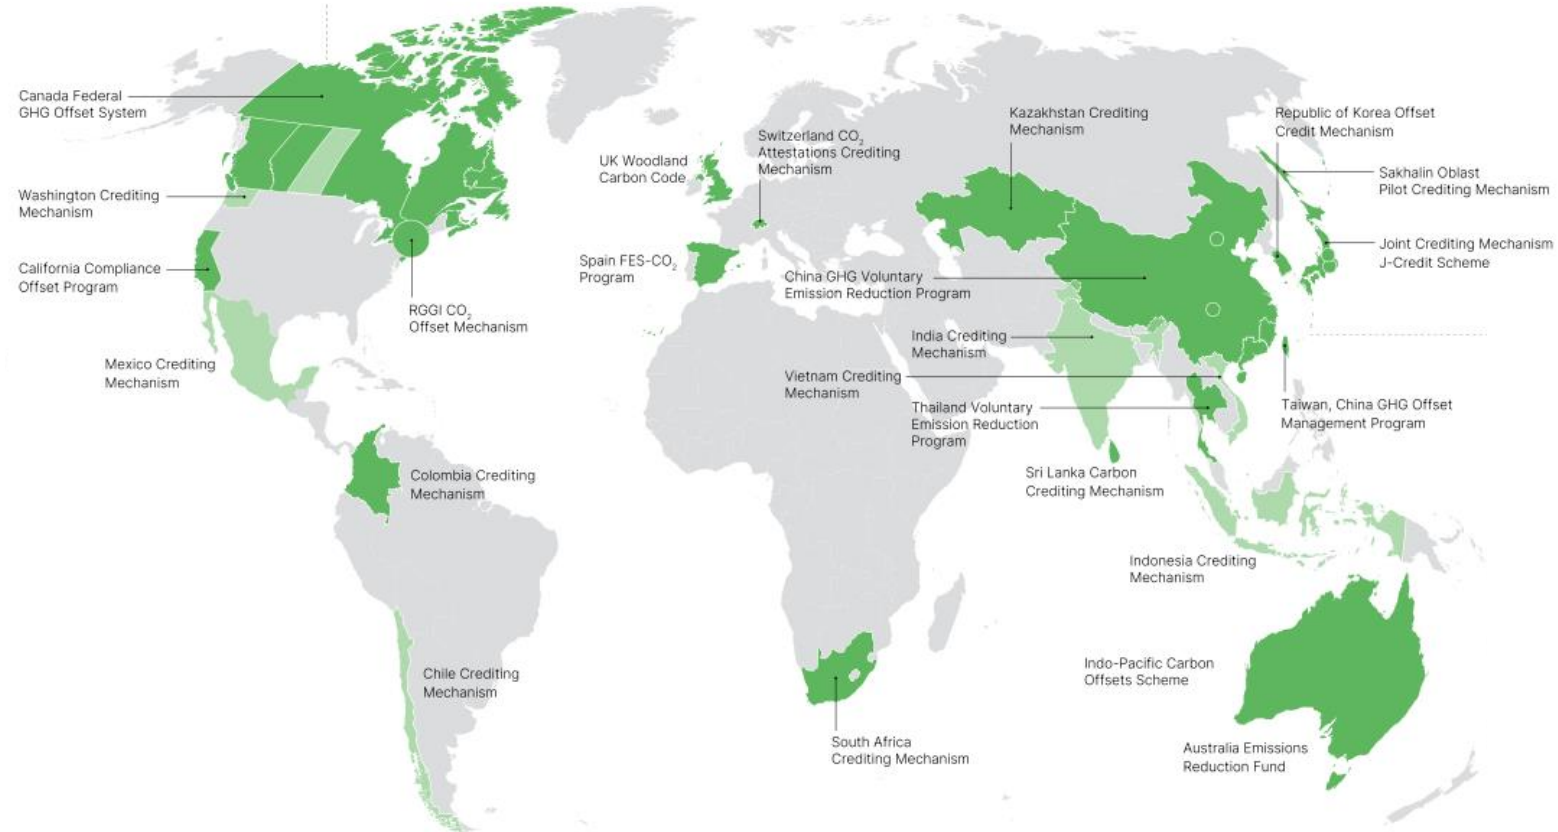 Canada Federal
GHG Offset System
Washington Crediting
Mechanism
California Compliance
Offset Program
RGGI CO₂
Offset Mechanism
Mexico Crediting
Mechanism
Colombia Crediting
Mechanism
Chile Crediting
Mechanism
UK Woodland
Carbon Code
Switzerland CO₂
Attestations Crediting
Mechanism
Spain FES-CO₂
Program
Kazakhstan Crediting
Mechanism
Republic of Korea Offset
Credit Mechanism
Sakhalin Oblast
Pilot Crediting Mechanism
Joint Crediting Mechanism
J-Credit Scheme
China GHG Voluntary
Emission Reduction Program
India Crediting
Mechanism
Vietnam Crediting
Mechanism
Thailand Voluntary
Emission Reduction
Program
Taiwan, China GHG Offset
Management Program
Sri Lanka Carbon
Crediting Mechanism
Indonesia Crediting
Mechanism
Indo-Pacific Carbon
Offsets Scheme
South Africa
Crediting Mechanism
Australia Emissions
Reduction Fund